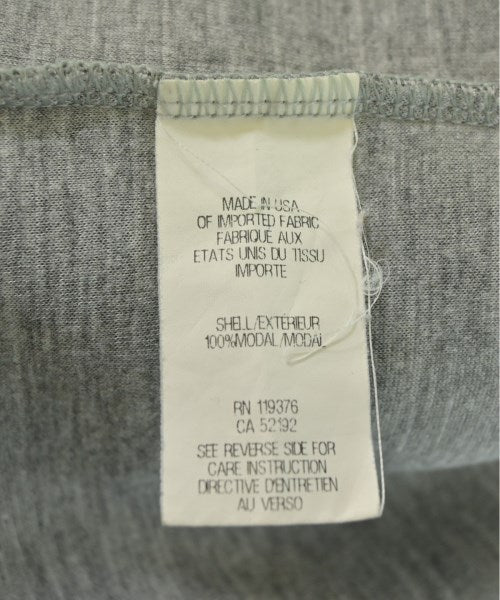 MADE IN USA
OF IMPORTED FABRIC
FABRIQUE AUX
ETATS UNIS DU TISSU
IMPORTE
SHELL/EXTÉRIEUR
100%MODAL/MODAL
RN 119376
CA 52192
SEE REVERSE SIDE FOR
CARE INSTRUCTION
DIRECTIVE D'ENTRETIEN
AU VERSO